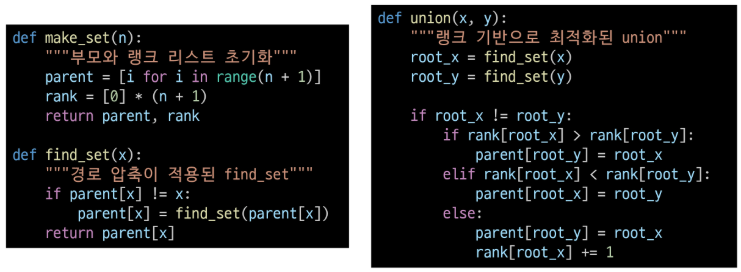 def make_set(n):
    """부모와 랭크 리스트 초기화"""
    parent = [i for i in range(n + 1)]
    rank = [0] * (n + 1)
    return parent, rank

def find_set(x):
    """경로 압축이 적용된 find_set"""
    if parent[x] != x:
        parent[x] = find_set(parent[x])
    return parent[x]

def union(x, y):
    """랭크 기반으로 최적화된 union"""
    root_x = find_set(x)
    root_y = find_set(y)

    if root_x != root_y:
        if rank[root_x] > rank[root_y]:
            parent[root_y] = root_x
        elif rank[root_x] < rank[root_y]:
            parent[root_x] = root_y
        else:
            parent[root_y] = root_x
            rank[root_x] += 1